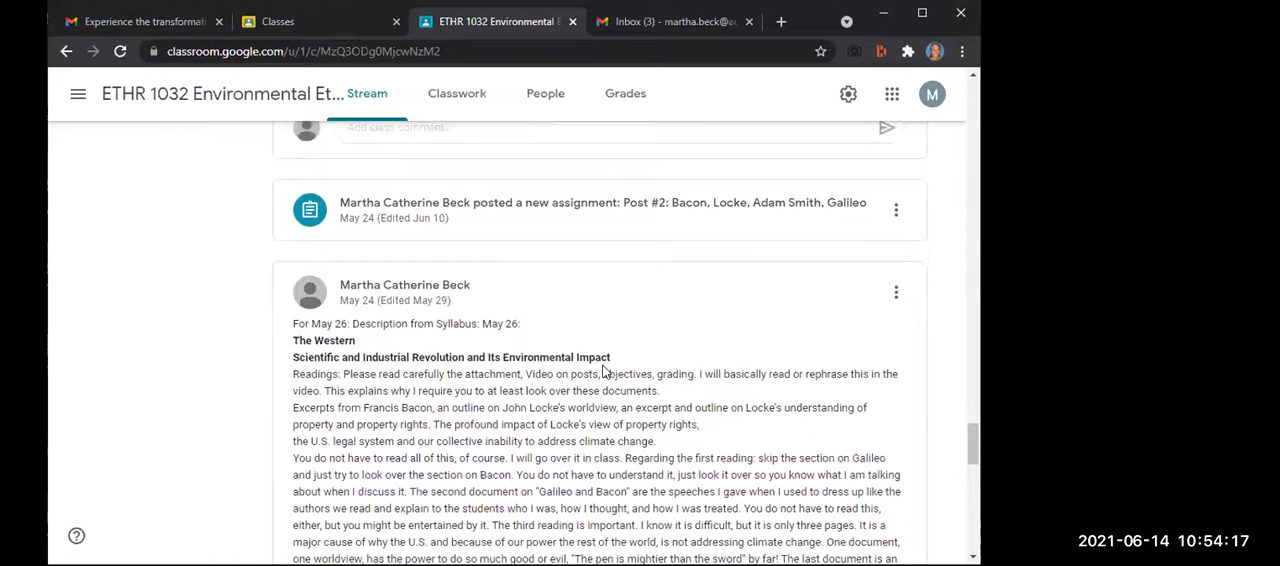 Experience the transformati
Classes
ETHR 1032 Environmental E
Inbox (3) - martha.beck@
classroom.google.com/u/1/c/MzQ3ODg0MjcwNzM2
ETHR 1032 Environmental Et...
Stream
Classwork
People
Grades
M
Add class comment
Martha Catherine Beck posted a new assignment: Post #2: Bacon, Locke, Adam Smith, Galileo
May 24 (Edited Jun 10)
Martha Catherine Beck
May 24 (Edited May 29)
For May 26: Description from Syllabus: May 26:
The Western
Scientific and Industrial Revolution and Its Environmental Impact
Readings: Please read carefully the attachment, Video on posts, objectives, grading. I will basically read or rephrase this in the
video. This explains why I require you to at least look over these documents.
Excerpts from Francis Bacon, an outline on John Locke's worldview, an excerpt and outline on Locke's understanding of
property and property rights. The profound impact of Locke's view of property rights,
the U.S. legal system and our collective inability to address climate change.
You do not have to read all of this, of course. I will go over it in class. Regarding the first reading: skip the section on Galileo
and just try to look over the section on Bacon. You do not have to understand it, just look it over so you know what I am talking
about when I discuss it. The second document on "Galileo and Bacon" are the speeches I gave when I used to dress up like the
authors we read and explain to the students who I was, how I thought, and how I was treated. You do not have to read this,
either, but you might be entertained by it. The third reading is important. I know it is difficult, but it is only three pages. It is a
major cause of why the U.S. and because of our power the rest of the world, is not addressing climate change. One document,
one worldview, has the power to do so much good or evil, "The pen is mightier than the sword" by far! The last document is an
2021-06-14 10:54:17